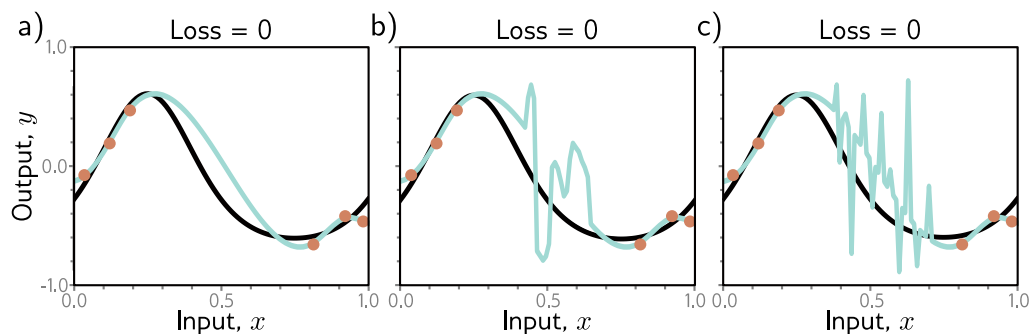 a) Loss = 0
b) Loss = 0
c) Loss = 0
1.0
0.0
-1.0
Output, y
0.0 0.5 1.0
0.0 0.5 1.0
0.0 0.5 1.0
Input, x
Input, x
Input, x